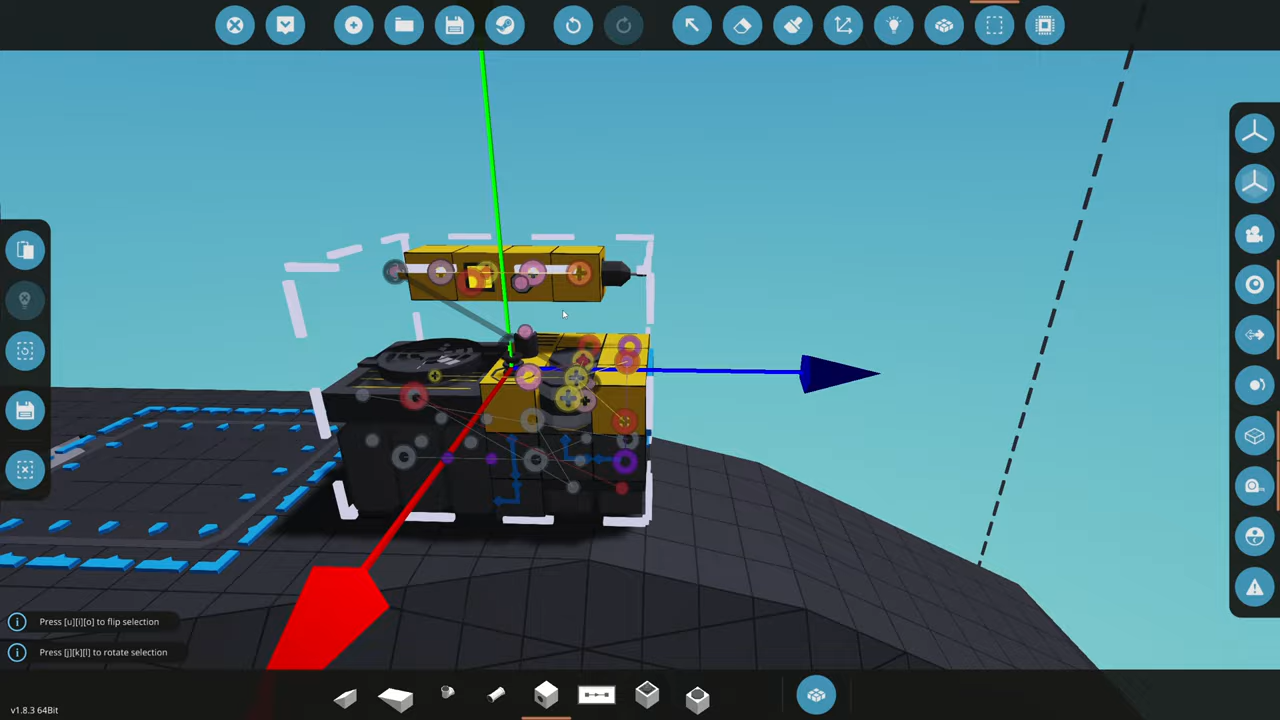 Press [u][i][o] to flip selection
Press [j][k][l] to rotate selection
v1.8.3 64Bit